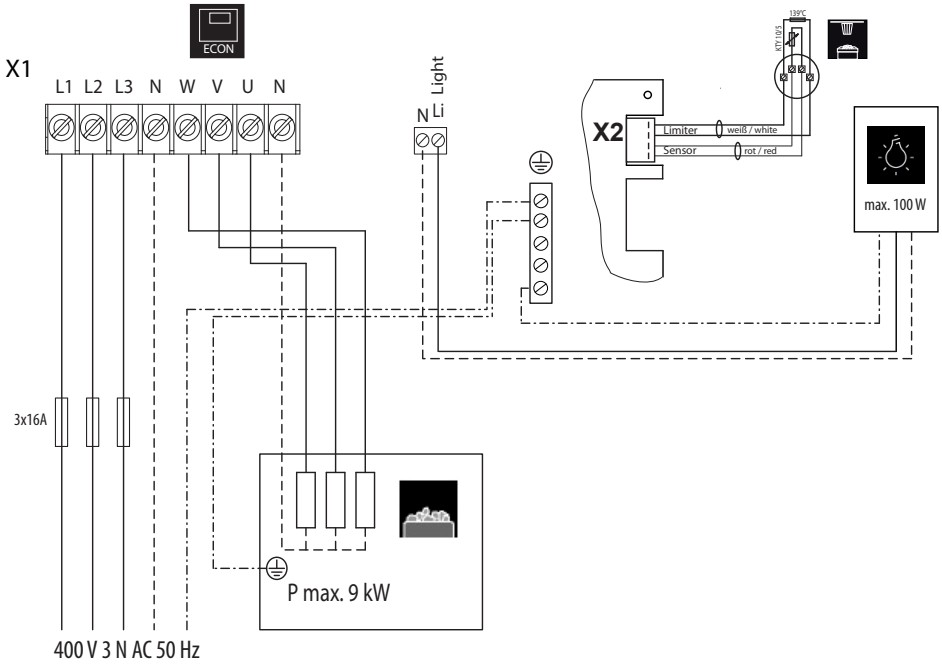 ECON
X1
L1 L2 L3 N W V U N
N Li Light
139°C
KTY 10/5
X2
Limiter
weiß / white
Sensor
rot / red
max. 100 W
3x16A
P max. 9 kW
400 V 3 N AC 50 Hz